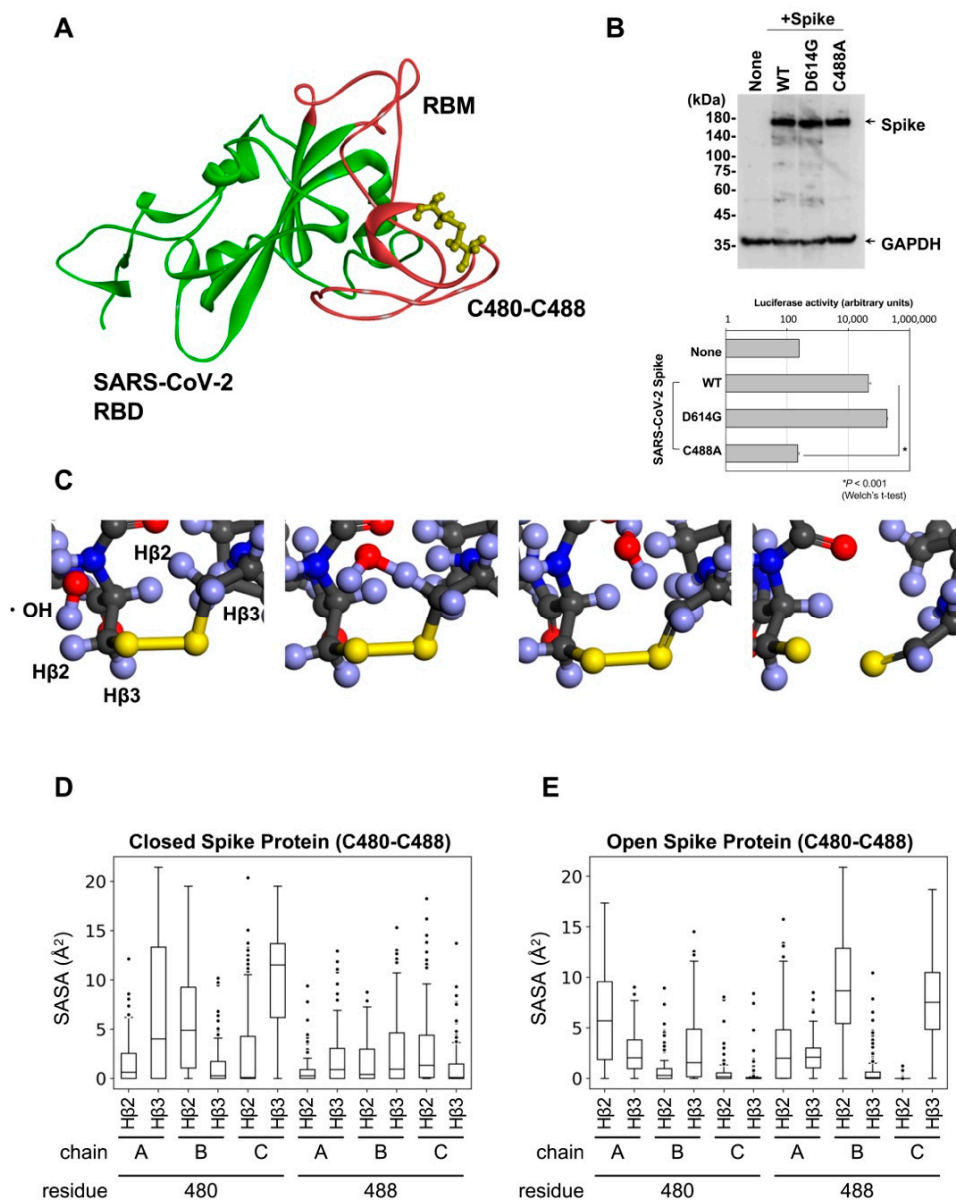 A
RBM
C480-C488
SARS-CoV-2
RBD
B
+Spike
None
WT
D614G
C488A
(kDa)
180-
140-
100-
75-
60-
45-
35-
Spike
GAPDH
Luciferase activity (arbitrary units)
1 100 10,000 1,000,000
SARS-CoV-2 Spike
None
WT
D614G
C488A
*
*P < 0.001
(Welch's t-test)
C
· OH
Hβ2
Hβ3
Hβ2
Hβ3
D
Closed Spike Protein (C480-C488)
SASA (Å²)
20
15
10
5
0
Hβ2 Hβ3 Hβ2 Hβ3 Hβ2 Hβ3 Hβ2 Hβ3 Hβ2 Hβ3 Hβ2 Hβ3
chain A B C A B C
residue 480 488
E
Open Spike Protein (C480-C488)
SASA (Å²)
20
15
10
5
0
Hβ2 Hβ3 Hβ2 Hβ3 Hβ2 Hβ3 Hβ2 Hβ3 Hβ2 Hβ3 Hβ2 Hβ3
chain A B C A B C
residue 480 488